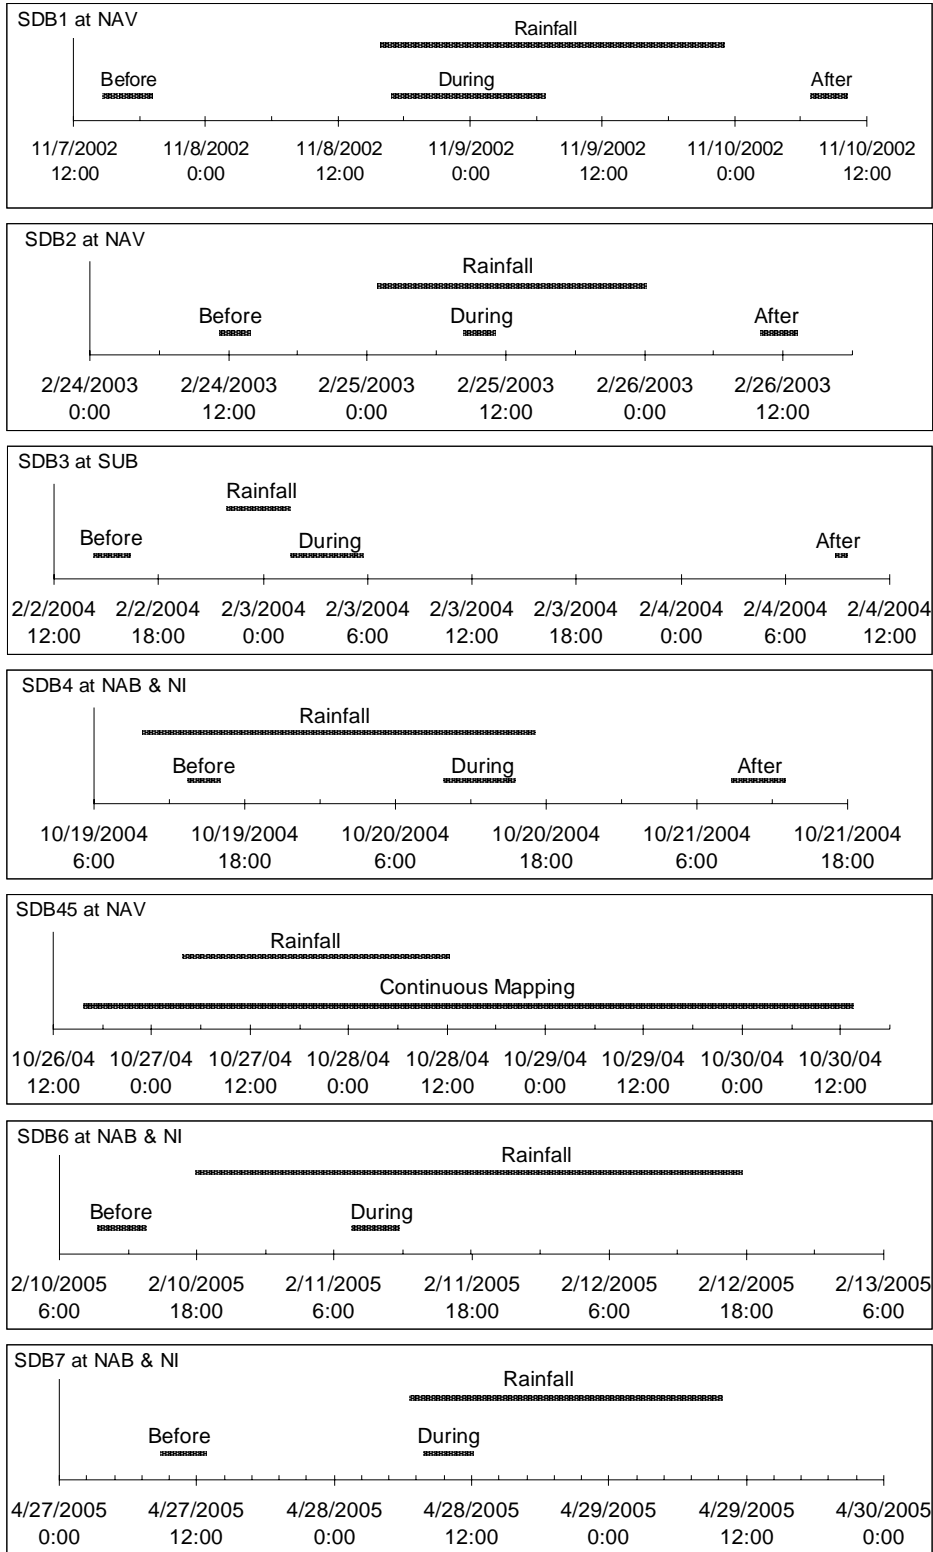 SDB1 at NAV
Rainfall
Before During After
11/7/2002 11/8/2002 11/8/2002 11/9/2002 11/9/2002 11/10/2002 11/10/2002
12:00 0:00 12:00 0:00 12:00 0:00 12:00
SDB2 at NAV
Rainfall
Before During After
2/24/2003 2/24/2003 2/25/2003 2/25/2003 2/26/2003 2/26/2003
0:00 12:00 0:00 12:00 0:00 12:00
SDB3 at SUB
Rainfall
Before During After
2/2/2004 2/2/2004 2/3/2004 2/3/2004 2/3/2004 2/3/2004 2/4/2004 2/4/2004 2/4/2004
12:00 18:00 0:00 6:00 12:00 18:00 0:00 6:00 12:00
SDB4 at NAB & NI
Rainfall
Before During After
10/19/2004 10/19/2004 10/20/2004 10/20/2004 10/21/2004 10/21/2004
6:00 18:00 6:00 18:00 6:00 18:00
SDB45 at NAV
Rainfall
Continuous Mapping
10/26/04 10/27/04 10/27/04 10/28/04 10/28/04 10/29/04 10/29/04 10/30/04 10/30/04
12:00 0:00 12:00 0:00 12:00 0:00 12:00 0:00 12:00
SDB6 at NAB & NI
Rainfall
Before During
2/10/2005 2/10/2005 2/11/2005 2/11/2005 2/12/2005 2/12/2005 2/13/2005
6:00 18:00 6:00 18:00 6:00 18:00 6:00
SDB7 at NAB & NI
Rainfall
Before During
4/27/2005 4/27/2005 4/28/2005 4/28/2005 4/29/2005 4/29/2005 4/30/2005
0:00 12:00 0:00 12:00 0:00 12:00 0:00